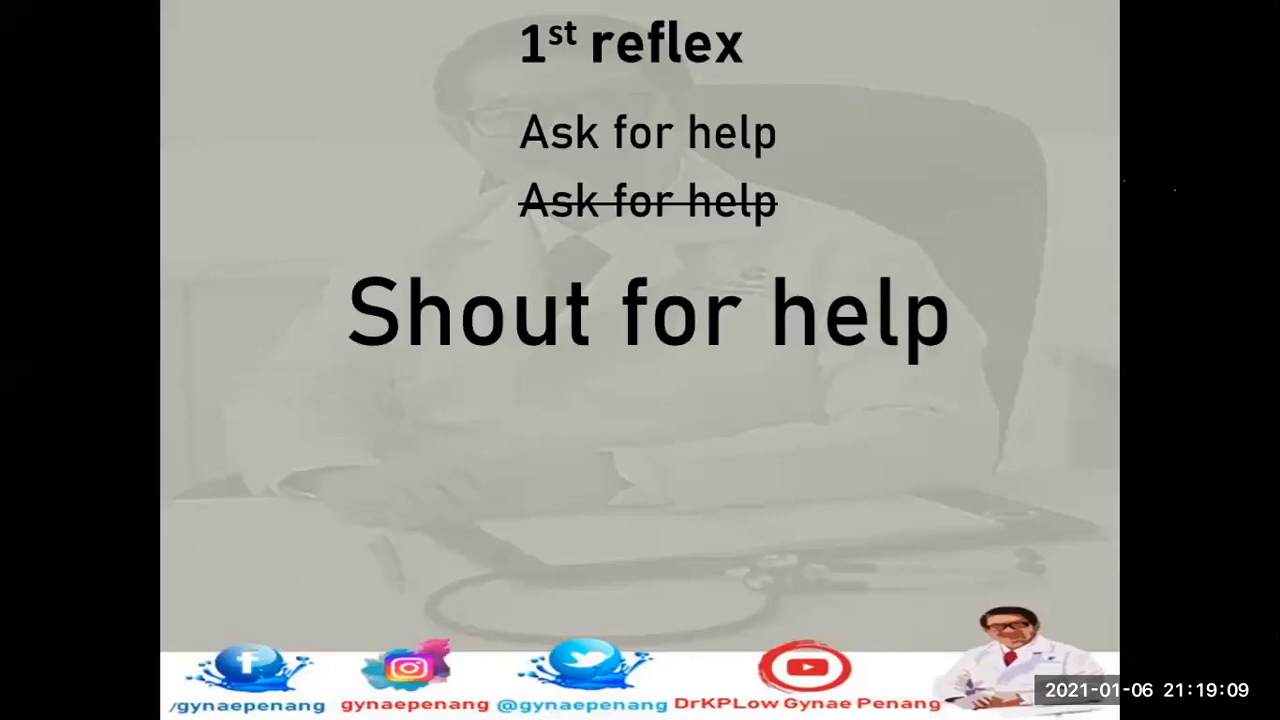 1st reflex
Ask for help
Ask for help
Shout for help
/gynaepenang gynaepenang @gynaepenang DrKPLow Gynae Penang
2021-01-06 21:19:09